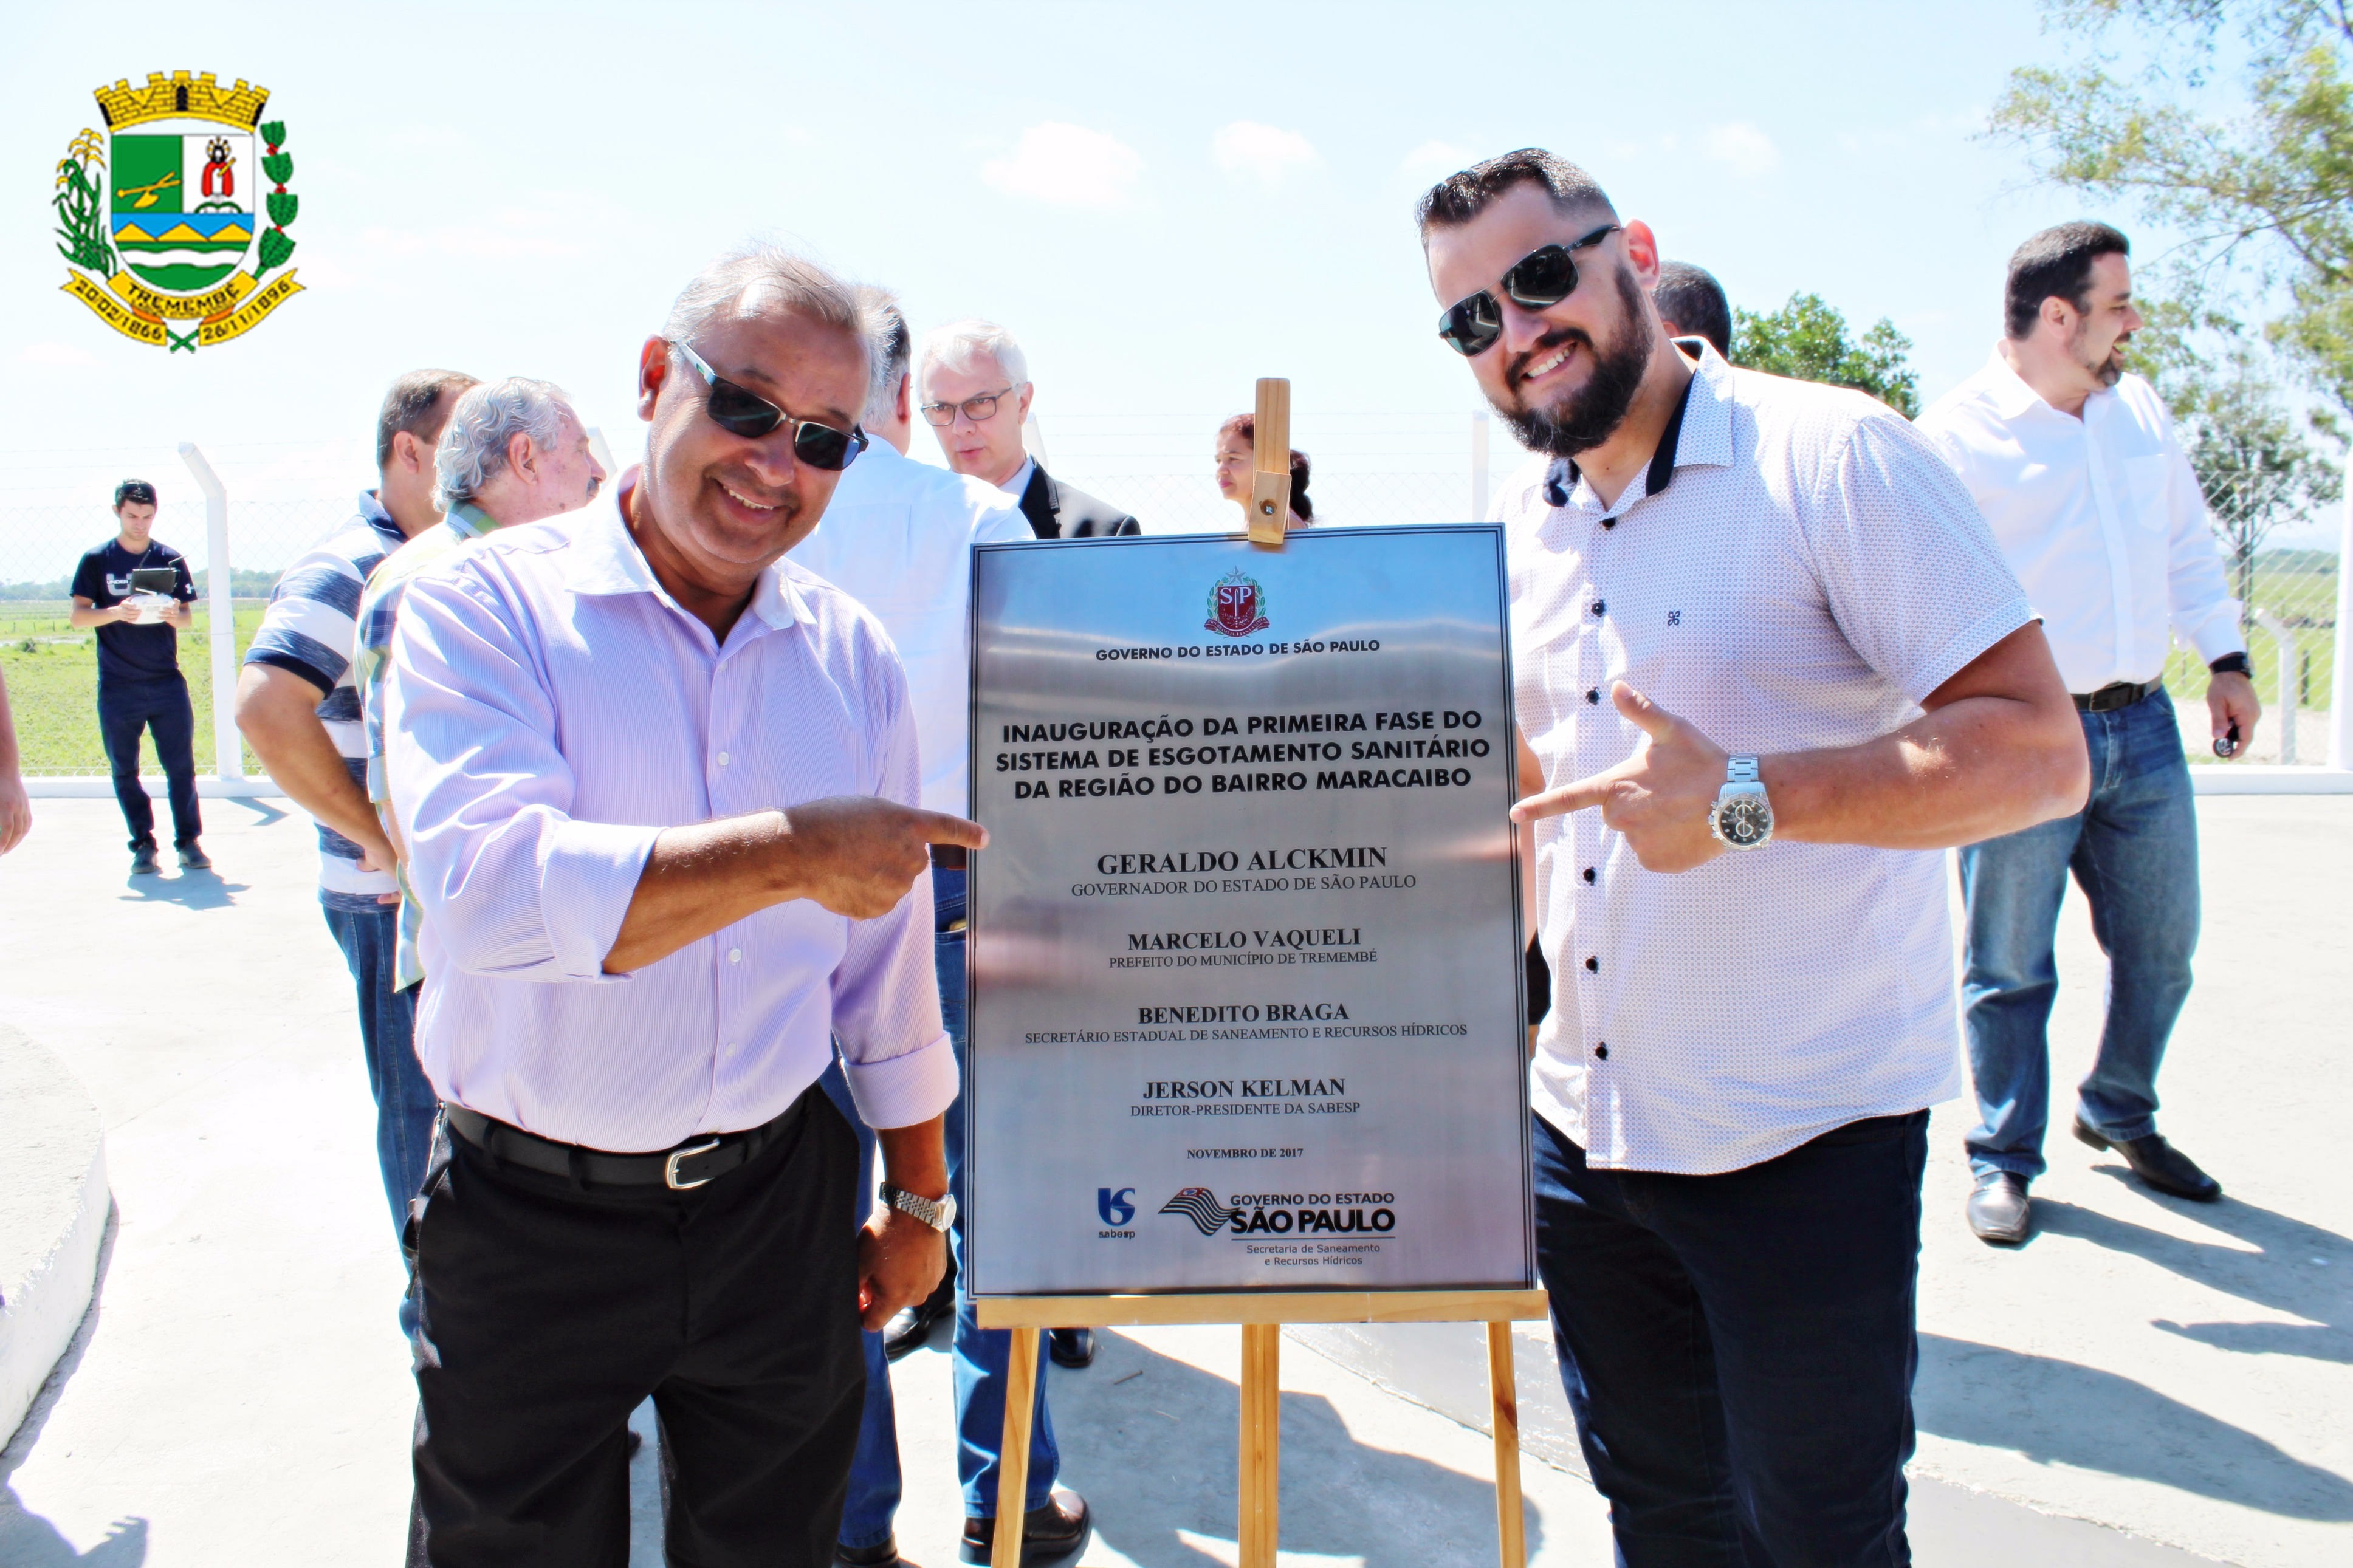 TREMEMBÉ
20/02/1866 26/11/1896
UNDER
SP
GOVERNO DO ESTADO DE SÃO PAULO
INAUGURAÇÃO DA PRIMEIRA FASE DO
SISTEMA DE ESGOTAMENTO SANITÁRIO
DA REGIÃO DO BAIRRO MARACAIBO
GERALDO ALCKMIN
GOVERNADOR DO ESTADO DE SÃO PAULO
MARCELO VAQUELI
PREFEITO DO MUNICÍPIO DE TREMEMBÉ
BENEDITO BRAGA
SECRETÁRIO ESTADUAL DE SANEAMENTO E RECURSOS HÍDRICOS
JERSON KELMAN
DIRETOR-PRESIDENTE DA SABESP
NOVEMBRO DE 2017
sabesp
GOVERNO DO ESTADO
SÃO PAULO
Secretaria de Saneamento
e Recursos Hídricos